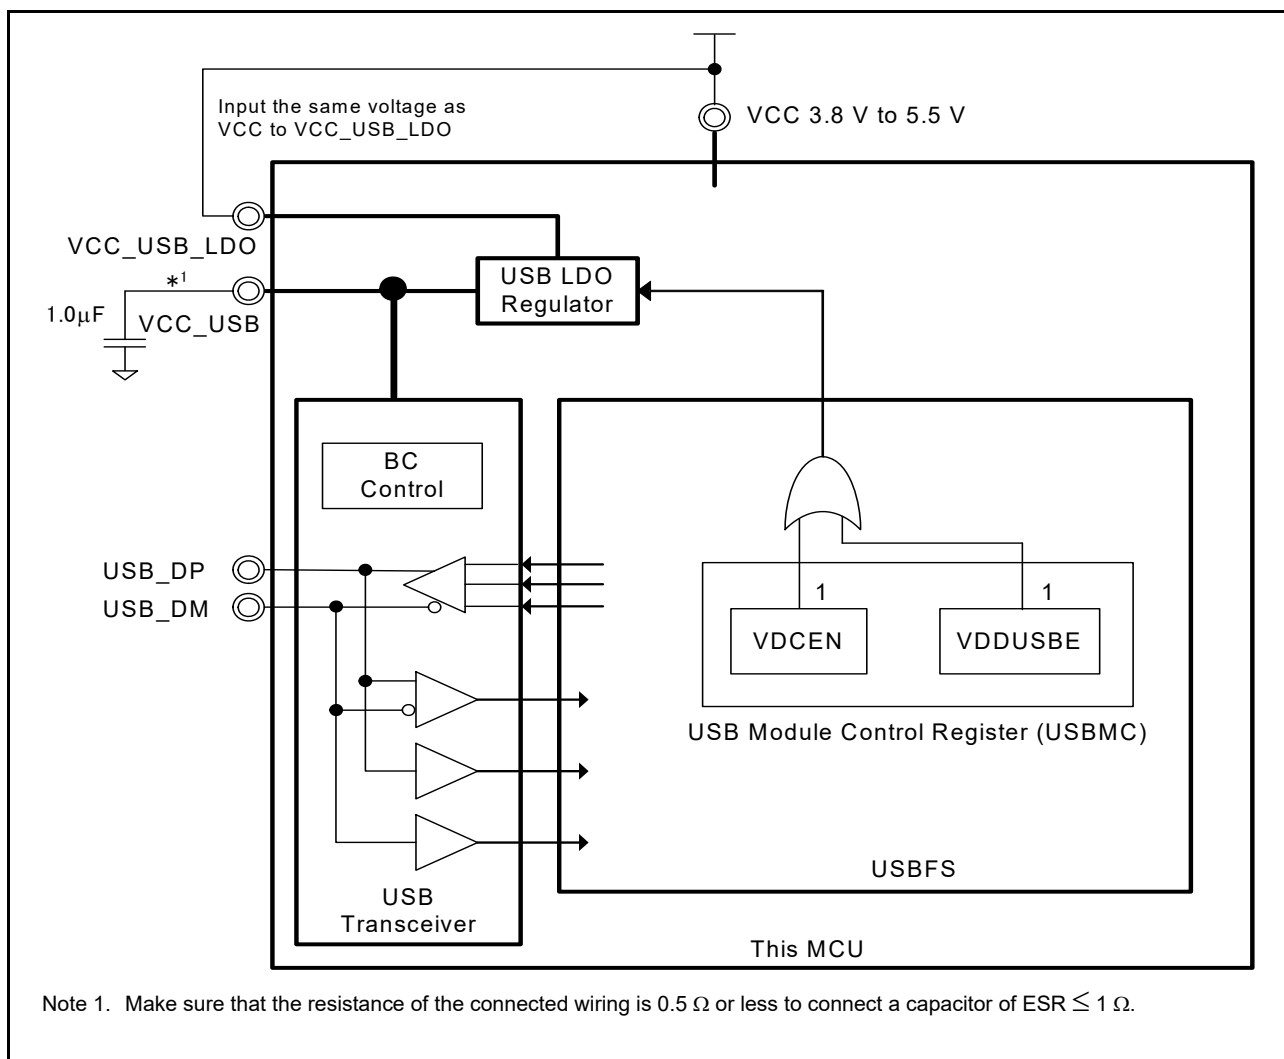 Input the same voltage as
VCC to VCC_USB_LDO
VCC 3.8 V to 5.5 V
VCC_USB_LDO
*1
1.0μF
VCC_USB
USB LDO
Regulator
BC
Control
USB_DP
USB_DM
1
1
VDCEN
VDDUSBE
USB Module Control Register (USBMC)
USBFS
USB
Transceiver
This MCU
Note 1. Make sure that the resistance of the connected wiring is 0.5 Ω or less to connect a capacitor of ESR ≤ 1 Ω.